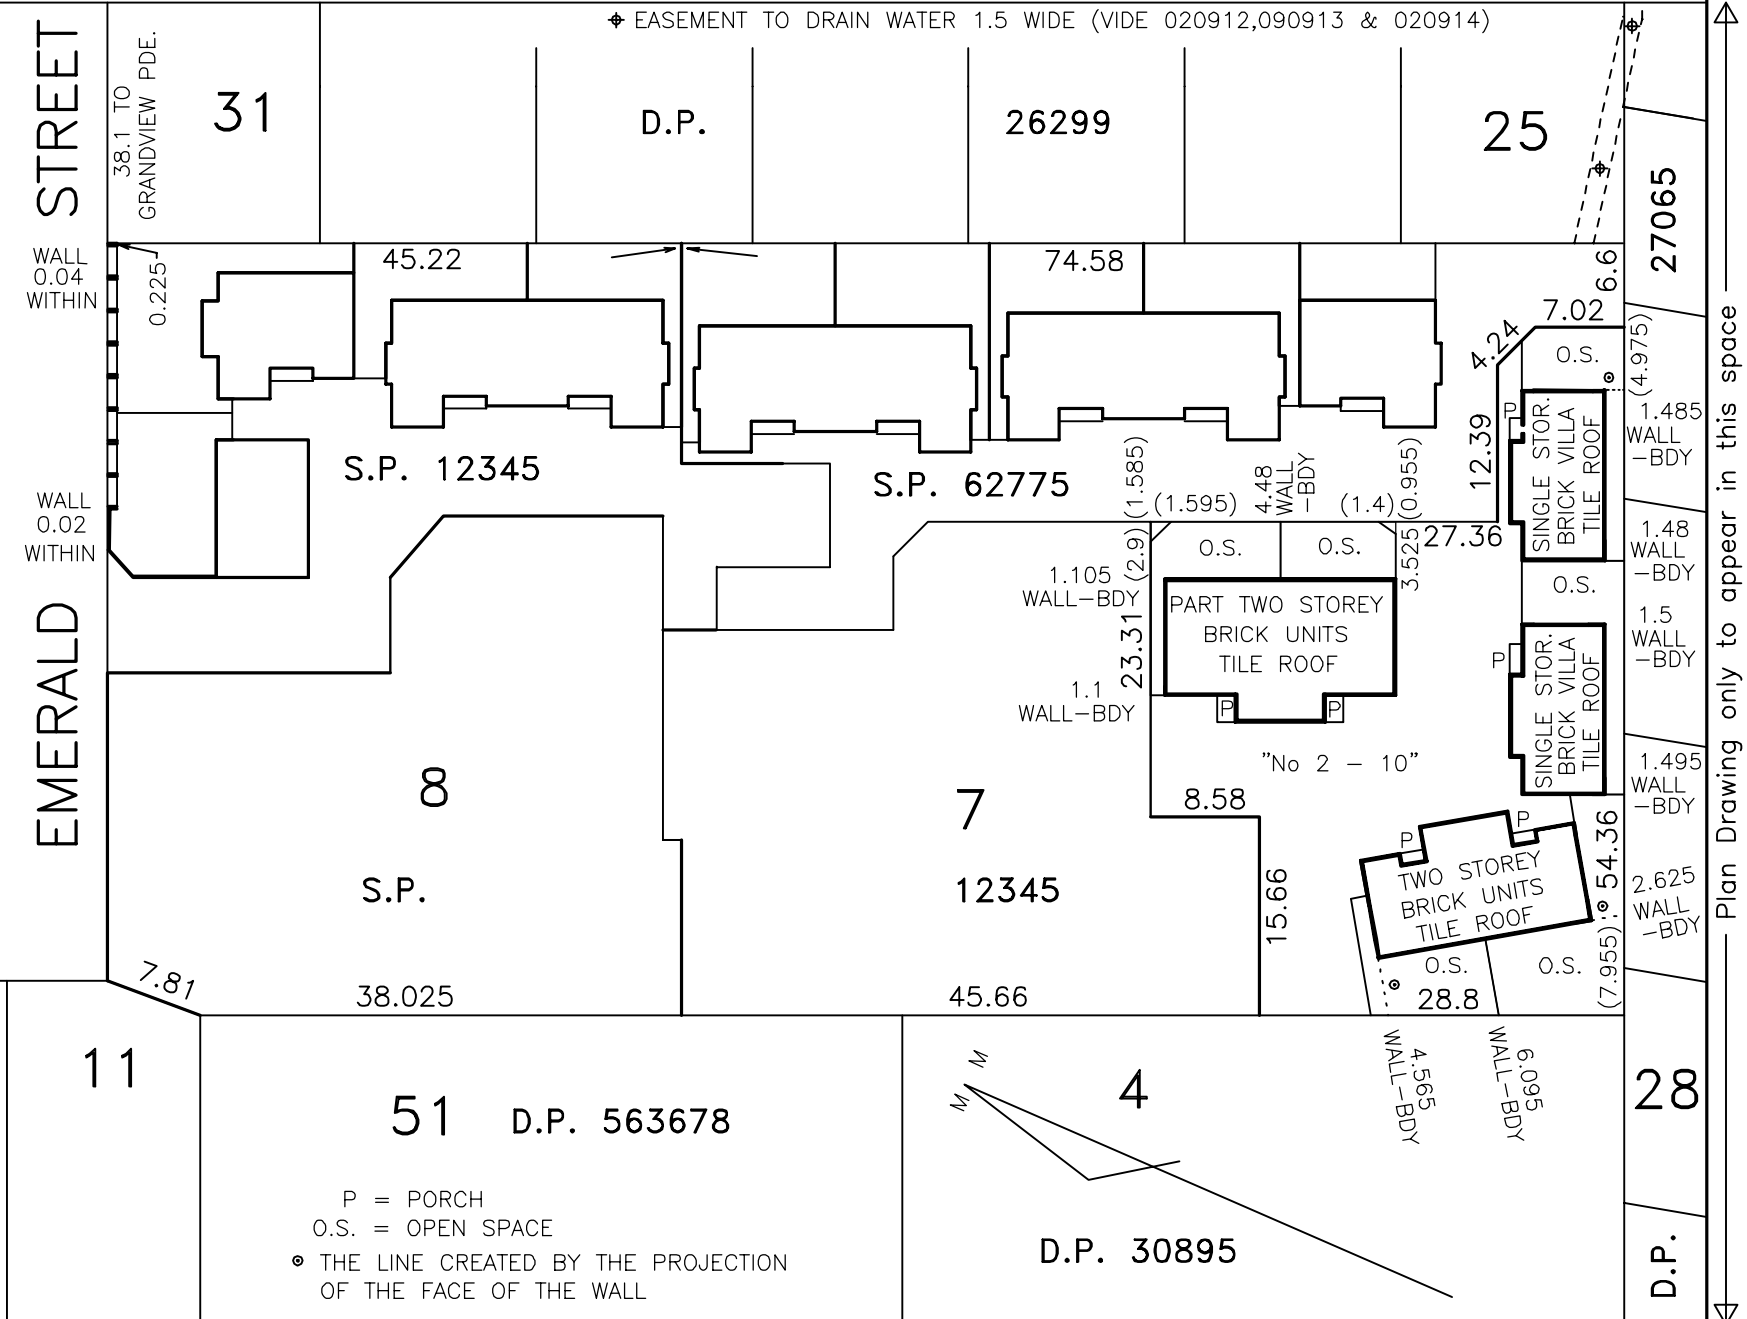 EASEMENT TO DRAIN WATER 1.5 WIDE (VIDE 020912,090913 & 020914)
EMERALD STREET
38.1 TO
GRANDVIEW PDE.
31
D.P.
26299
25
27065
WALL
0.04
WITHIN
0.225
45.22
74.58
6.6
7.02
4.24
O.S.
(4.975)
P
SINGLE STOR.
BRICK VILLA
TILE ROOF
1.485
WALL
-BDY
12.39
S.P. 12345
S.P. 62775
(1.585)
(1.595)
4.48
WALL
-BDY
(1.4)
(0.955)
WALL
0.02
WITHIN
27.36
1.48
WALL
-BDY
(2.9)
O.S.
O.S.
3.525
O.S.
1.105
WALL-BDY
PART TWO STOREY
BRICK UNITS
TILE ROOF
23.31
1.5
WALL
-BDY
P
SINGLE STOR.
BRICK VILLA
TILE ROOF
1.1
WALL-BDY
P
P
"No 2 - 10"
1.495
WALL
-BDY
8
7
8.58
P
P
TWO STOREY
BRICK UNITS
TILE ROOF
54.36
S.P.
12345
15.66
2.625
WALL
-BDY
O.S.
O.S.
(7.955)
7.81
38.025
45.66
28.8
4.565
WALL-BDY
6.095
WALL-BDY
11
51
D.P. 563678
M
M
4
28
P = PORCH
O.S. = OPEN SPACE
THE LINE CREATED BY THE PROJECTION
OF THE FACE OF THE WALL
D.P. 30895
D.P.
Plan Drawing only to appear in this space